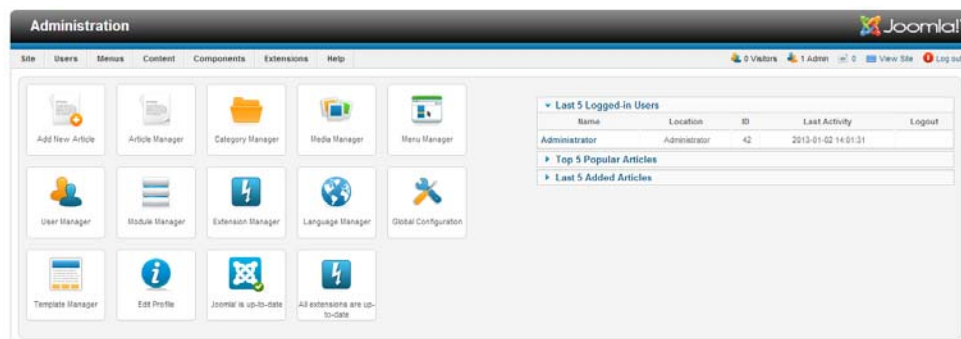 Administration
Joomla!
Site Users Menus Content Components Extensions Help
0 Visitors 1 Admin 0 View Site Log out
Add New Article Article Manager Category Manager Media Manager Menu Manager
User Manager Module Manager Extension Manager Language Manager Global Configuration
Template Manager Edit Profile Joomla! is up-to-date All extensions are up-
to-date
Last 5 Logged-in Users
Name Location ID Last Activity Logout
Administrator Administrator 42 2013-01-02 14:01:31
Top 5 Popular Articles
Last 5 Added Articles